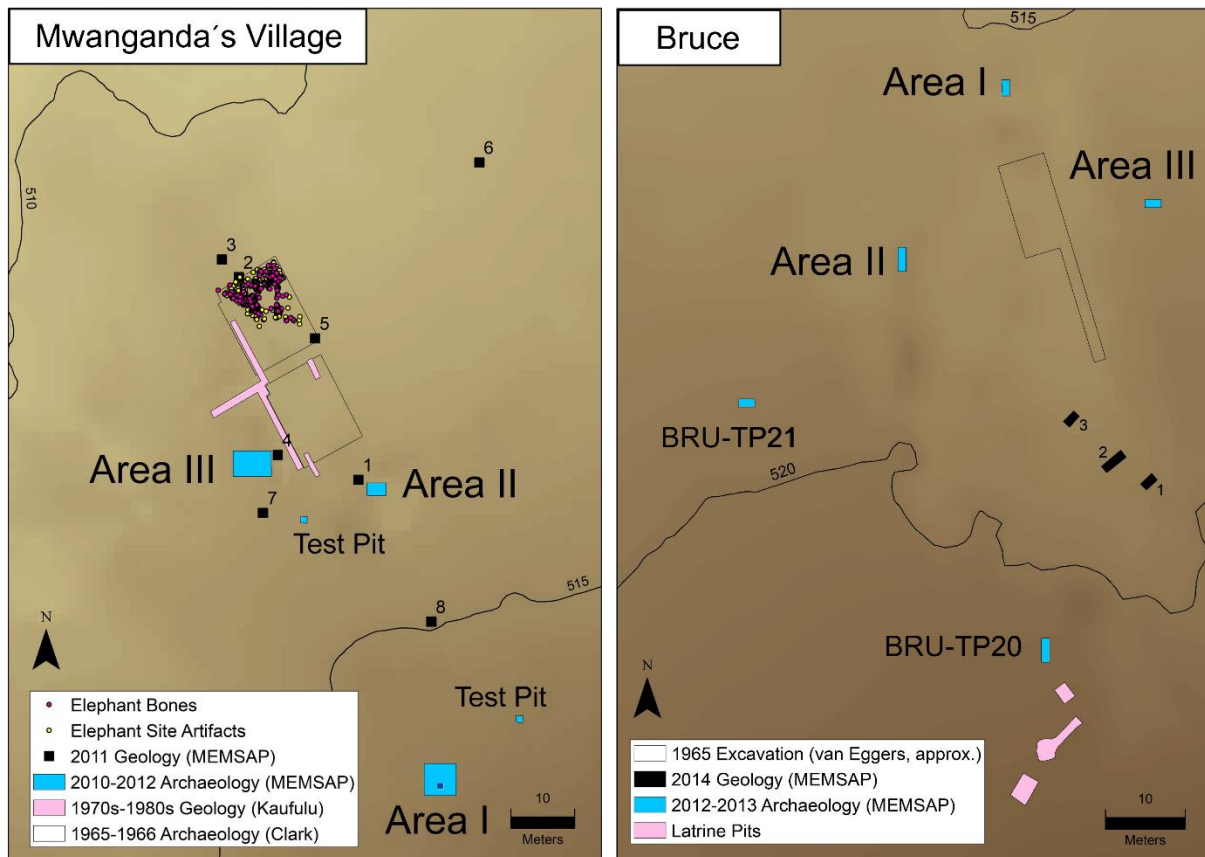 Mwanganda´s Village
510
6
3
2
5
4
Area III
1
Area II
7
Test Pit
8
515
N
Test Pit
Area I
Elephant Bones
Elephant Site Artifacts
2011 Geology (MEMSAP)
2010-2012 Archaeology (MEMSAP)
1970s-1980s Geology (Kaufulu)
1965-1966 Archaeology (Clark)
10
Meters
Bruce
515
Area I
Area III
Area II
BRU-TP21
3
2
1
520
BRU-TP20
N
1965 Excavation (van Eggers, approx.)
2014 Geology (MEMSAP)
2012-2013 Archaeology (MEMSAP)
Latrine Pits
10
Meters